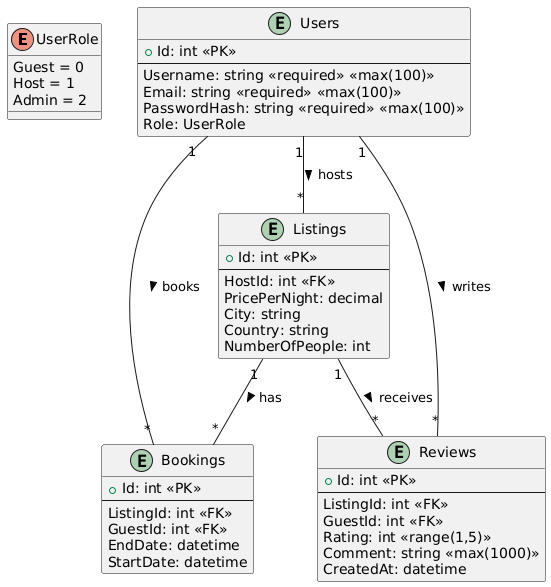 E UserRole
Guest = 0
Host = 1
Admin = 2
E Users
Id: int «PK»
Username: string «required» «max(100)»
Email: string «required» «max(100)»
PasswordHash: string «required» «max(100)»
Role: UserRole
1
1
1
hosts
*
E Listings
Id: int «PK»
HostId: int «FK»
PricePerNight: decimal
City: string
Country: string
NumberOfPeople: int
books
writes
1
1
has
receives
*
*
*
*
E Bookings
Id: int «PK»
ListingId: int «FK»
GuestId: int «FK»
EndDate: datetime
StartDate: datetime
E Reviews
Id: int «PK»
ListingId: int «FK»
GuestId: int «FK»
Rating: int «range(1,5)»
Comment: string «max(1000)»
CreatedAt: datetime